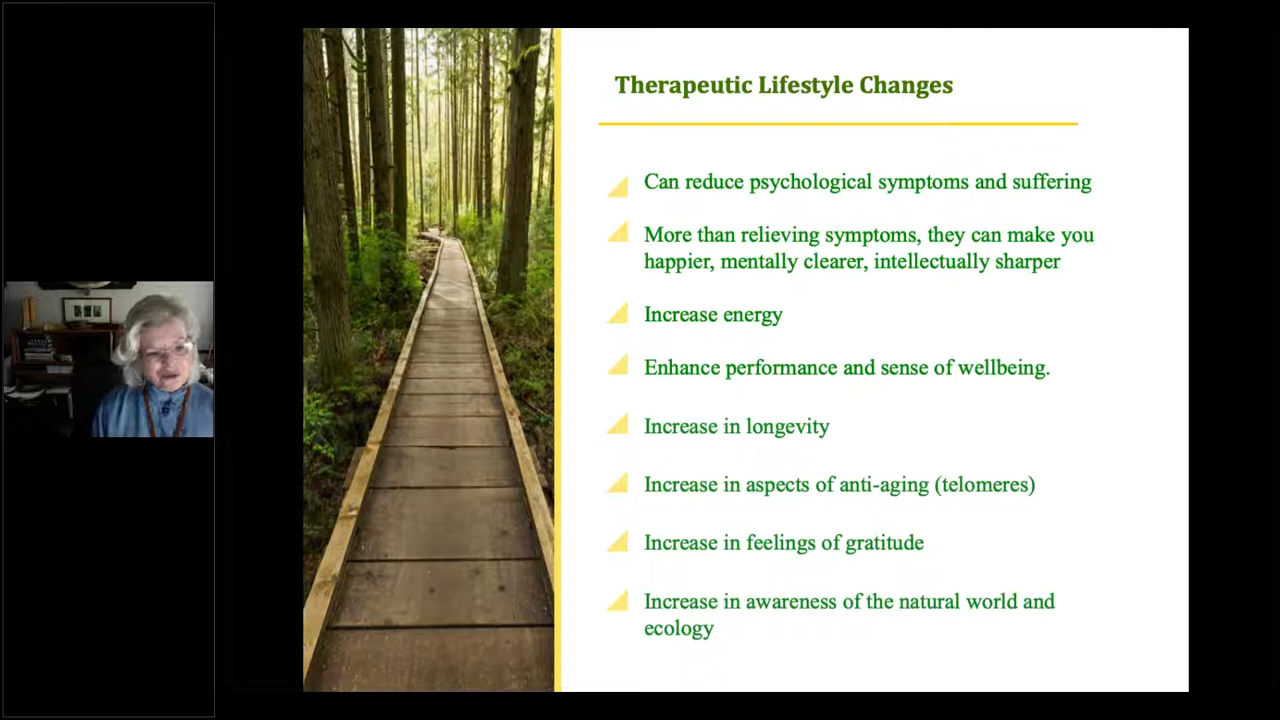 Therapeutic Lifestyle Changes
Can reduce psychological symptoms and suffering
More than relieving symptoms, they can make you
happier, mentally clearer, intellectually sharper
Increase energy
Enhance performance and sense of wellbeing.
Increase in longevity
Increase in aspects of anti-aging (telomeres)
Increase in feelings of gratitude
Increase in awareness of the natural world and
ecology